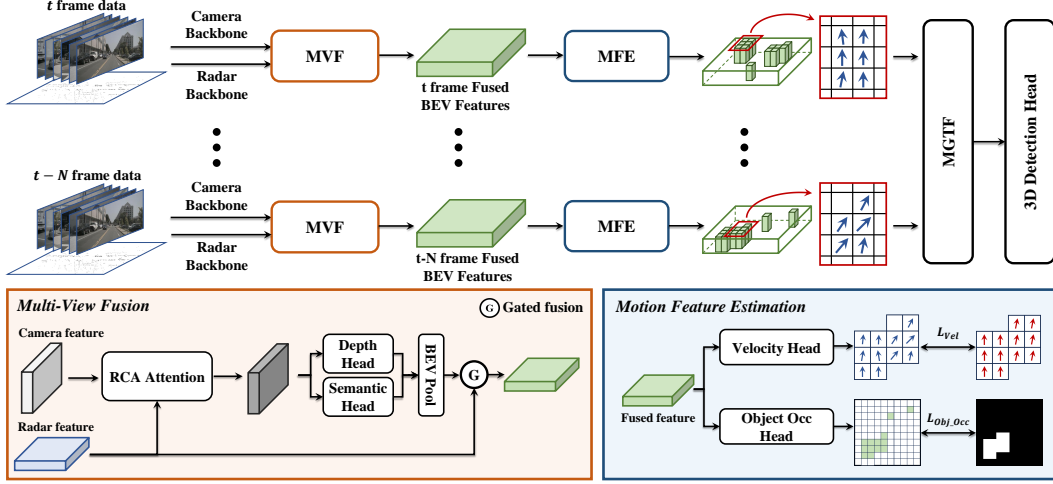 t frame data
Camera
Backbone
Radar
Backbone
MVF
t frame Fused
BEV Features
MFE
MGTF
3D Detection Head
t − N frame data
Camera
Backbone
Radar
Backbone
MVF
t-N frame Fused
BEV Features
MFE
Multi-View Fusion
G Gated fusion
Camera feature
RCA Attention
Depth
Head
Semantic
Head
BEV Pool
G
Radar feature
Motion Feature Estimation
Fused feature
Velocity Head
L_Vel
Object Occ
Head
L_Obj_Occ